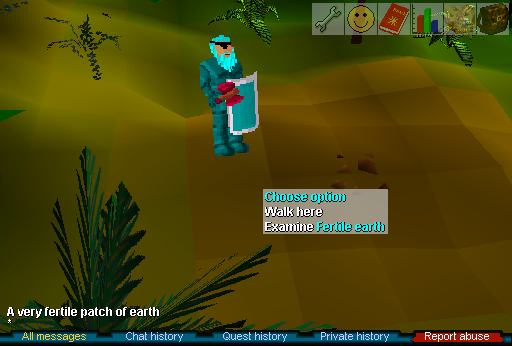 Choose option
Walk here
Examine Fertile earth
A very fertile patch of earth
*
All messages
Chat history
Quest history
Private history
Report abuse